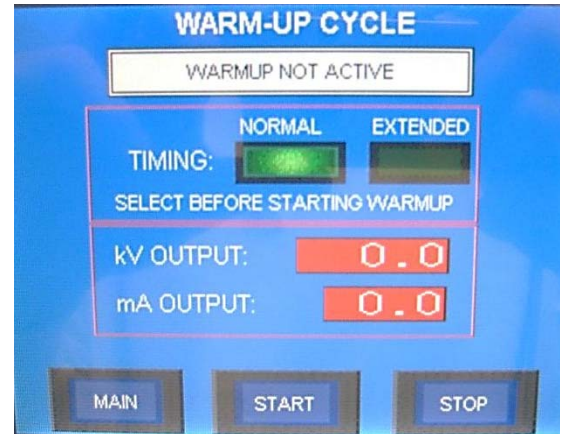 WARM-UP CYCLE
WARMUP NOT ACTIVE
NORMAL EXTENDED
TIMING:
SELECT BEFORE STARTING WARMUP
kV OUTPUT: 0.0
mA OUTPUT: 0.0
MAIN START STOP